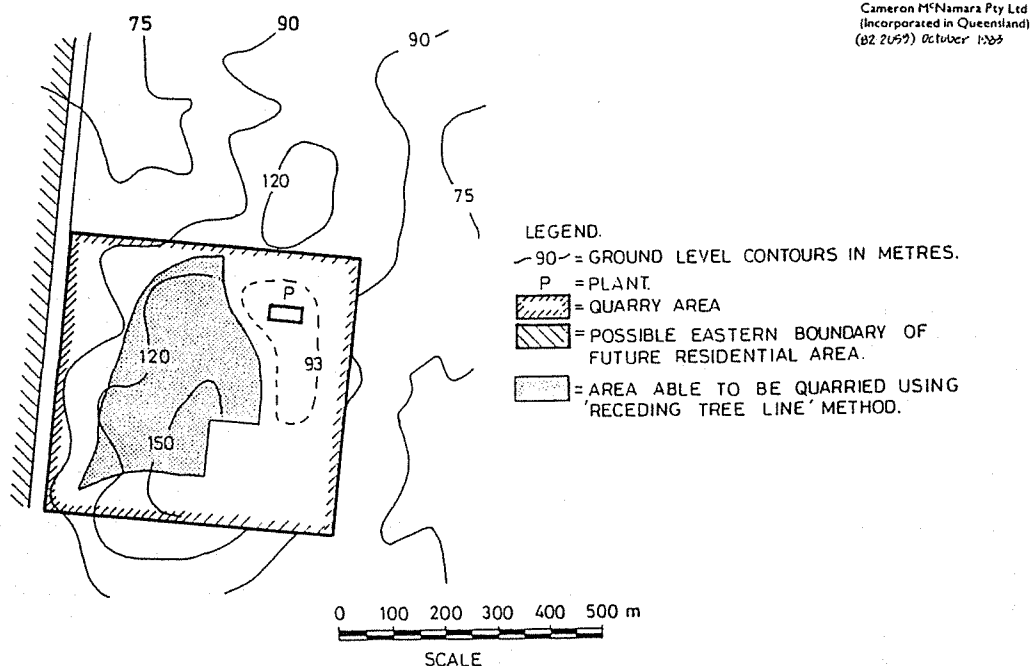 Cameron McNamara Pty Ltd
(Incorporated in Queensland)
(82 2059) October 1983
75
90
90
120
75
LEGEND.
90 = GROUND LEVEL CONTOURS IN METRES.
P = PLANT.
= QUARRY AREA
= POSSIBLE EASTERN BOUNDARY OF
FUTURE RESIDENTIAL AREA.
= AREA ABLE TO BE QUARRIED USING
'RECEDING TREE LINE' METHOD.
P
120
93
150
0 100 200 300 400 500 m
SCALE